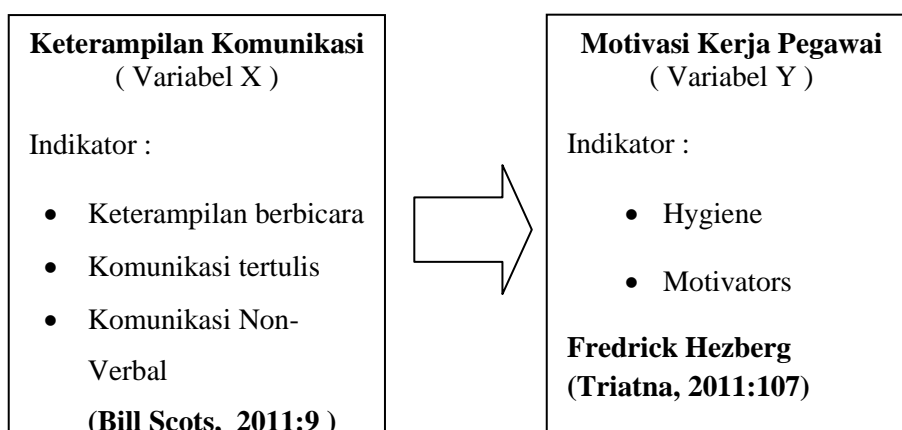 Keterampilan Komunikasi
( Variabel X )
Indikator :
• Keterampilan berbicara
• Komunikasi tertulis
• Komunikasi Non-
Verbal
(Bill Scots, 2011:9 )
Motivasi Kerja Pegawai
( Variabel Y )
Indikator :
• Hygiene
• Motivators
Fredrick Hezberg
(Triatna, 2011:107)